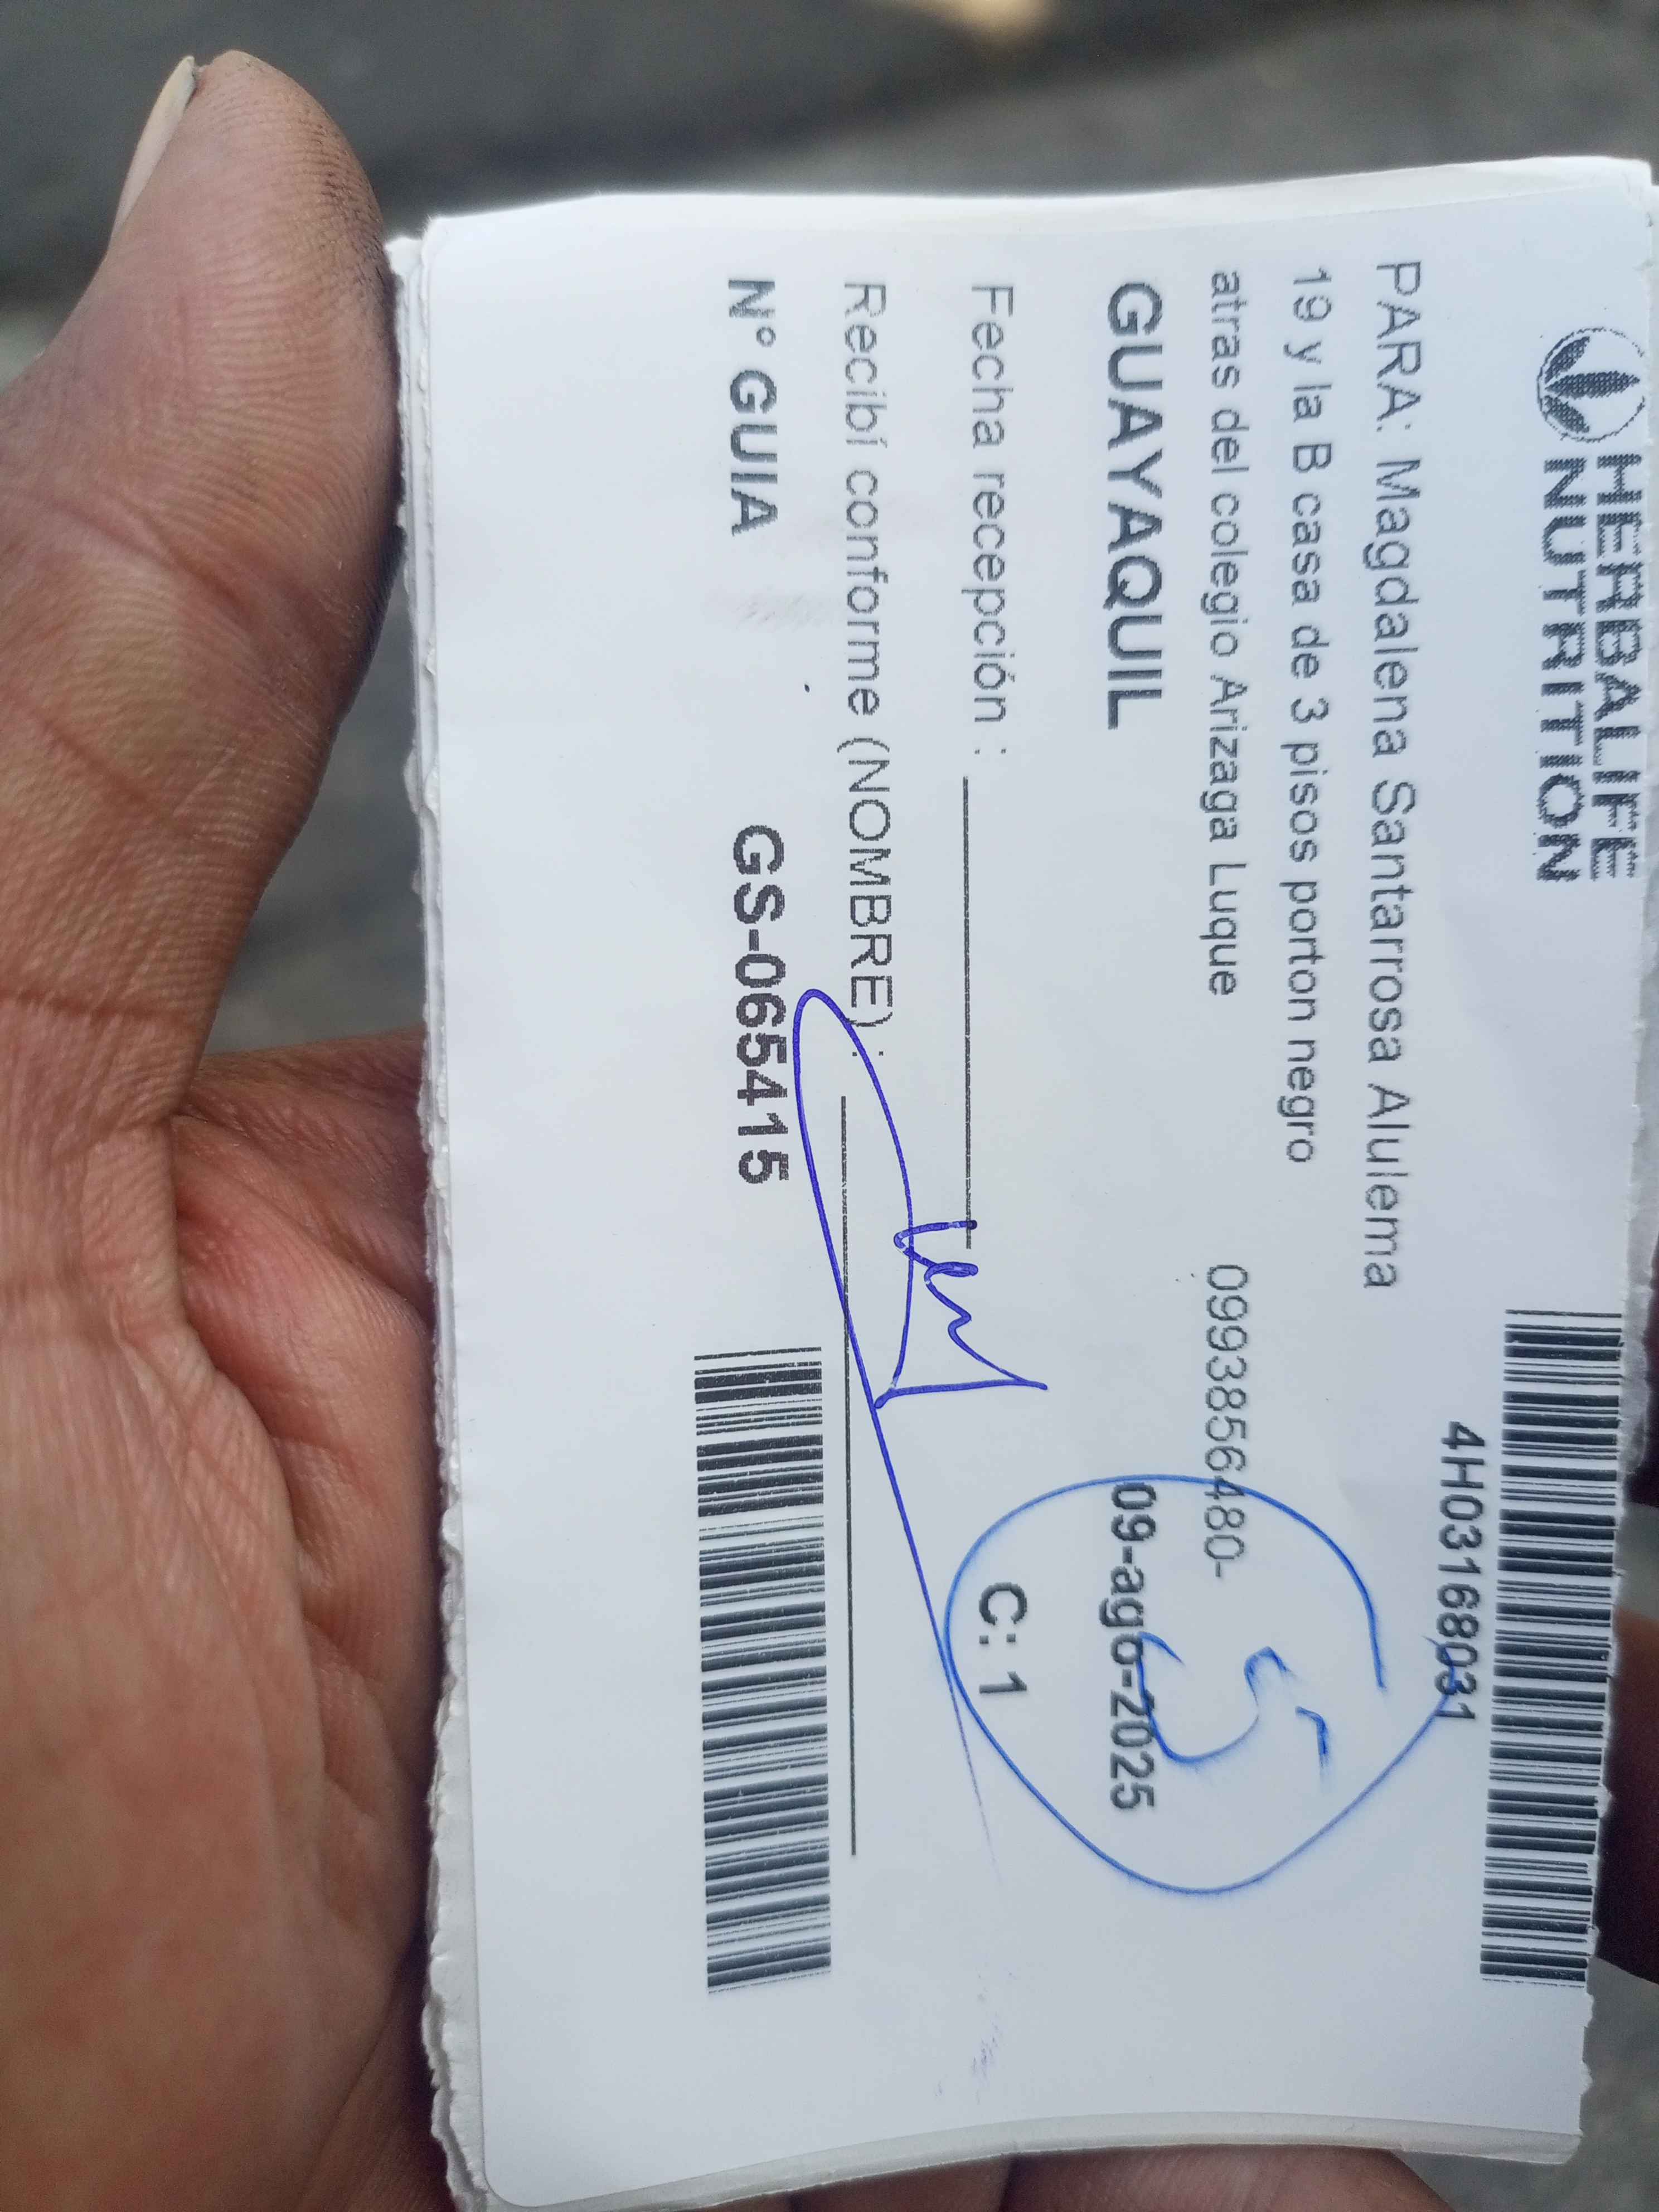 HERBALIFE
NUTRITION
4H03168031
PARA: Magdalena Santarrosa Alulema
19 y la B casa de 3 pisos porton negro
atras del colegio Arizaga Luque 0993856480-
GUAYAQUIL 09-ago-2025
5
Fecha recepción :
C: 1
Recibí conforme (NOMBRE) :
N° GUIA GS-065415